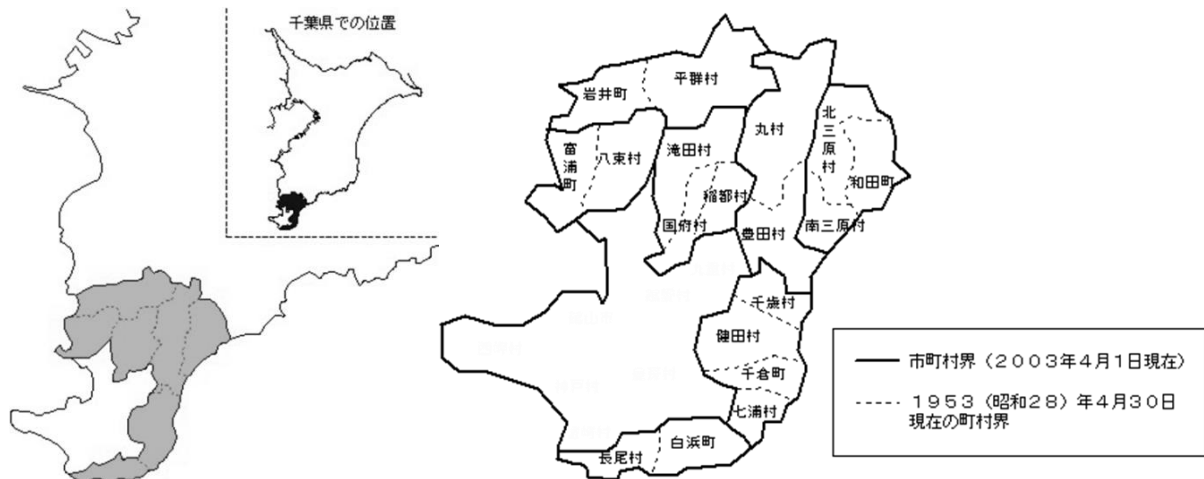 千葉県での位置
岩井町
平群村
富浦町
八束村
滝田村
稲都村
国府村
丸村
豊田村
北三原村
和田町
南三原村
千歳村
健田村
千倉町
七浦村
白浜町
長尾村
市町村界（２００３年４月１日現在）
１９５３（昭和２８）年４月３０日
現在の町村界